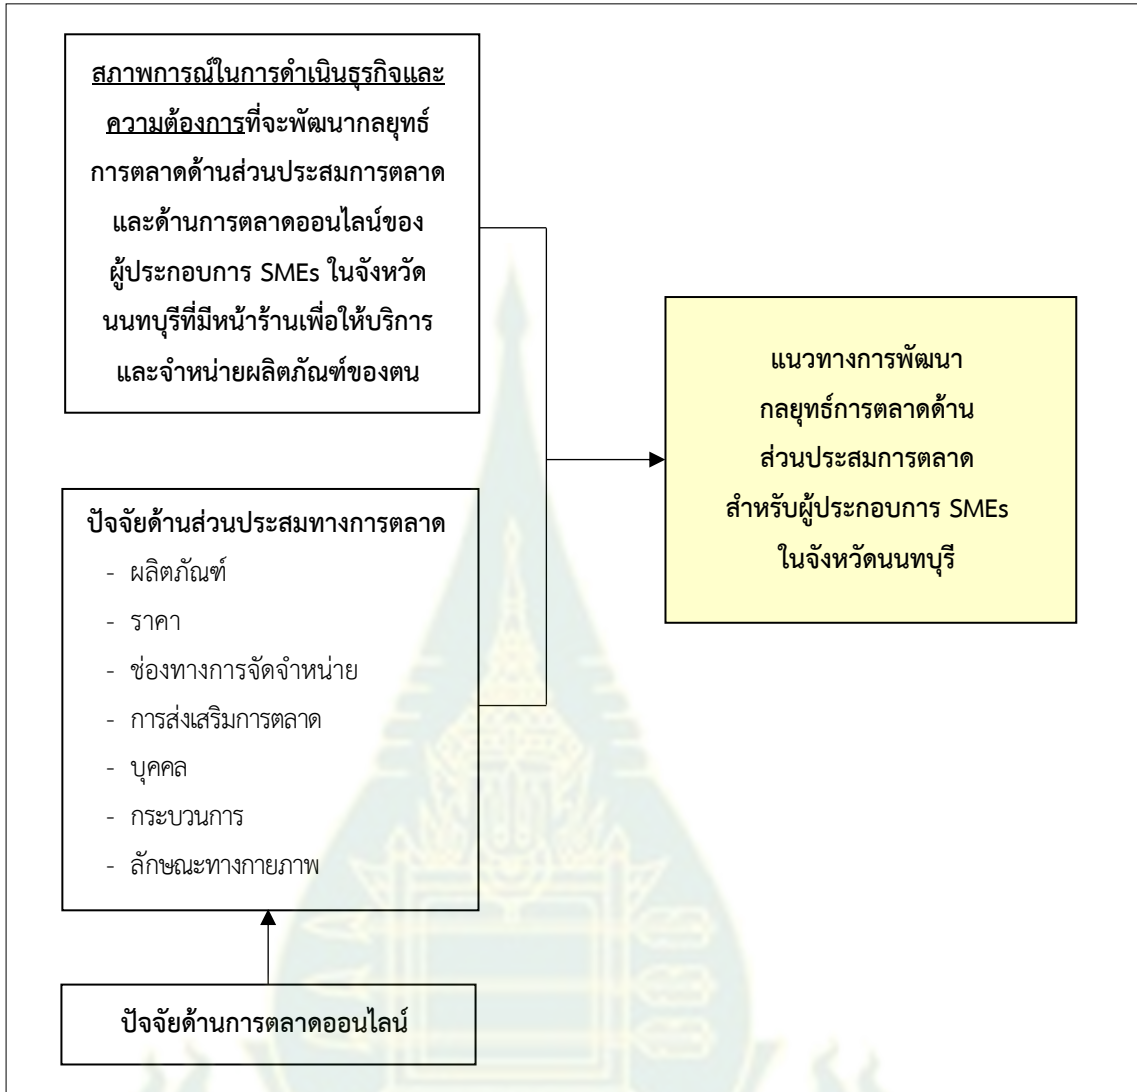 สภาพการณ์ในการดำเนินธุรกิจและ
ความต้องการที่จะพัฒนากลยุทธ์
การตลาดด้านส่วนประสมการตลาด
และด้านการตลาดออนไลน์ของ
ผู้ประกอบการ SMEs ในจังหวัด
นนทบุรีที่มีหน้าร้านเพื่อให้บริการ
และจำหน่ายผลิตภัณฑ์ของตน
แนวทางการพัฒนา
กลยุทธ์การตลาดด้าน
ส่วนประสมการตลาด
สำหรับผู้ประกอบการ SMEs
ในจังหวัดนนทบุรี
ปัจจัยด้านส่วนประสมทางการตลาด
- ผลิตภัณฑ์
- ราคา
- ช่องทางการจัดจำหน่าย
- การส่งเสริมการตลาด
- บุคคล
- กระบวนการ
- ลักษณะทางกายภาพ
ปัจจัยด้านการตลาดออนไลน์